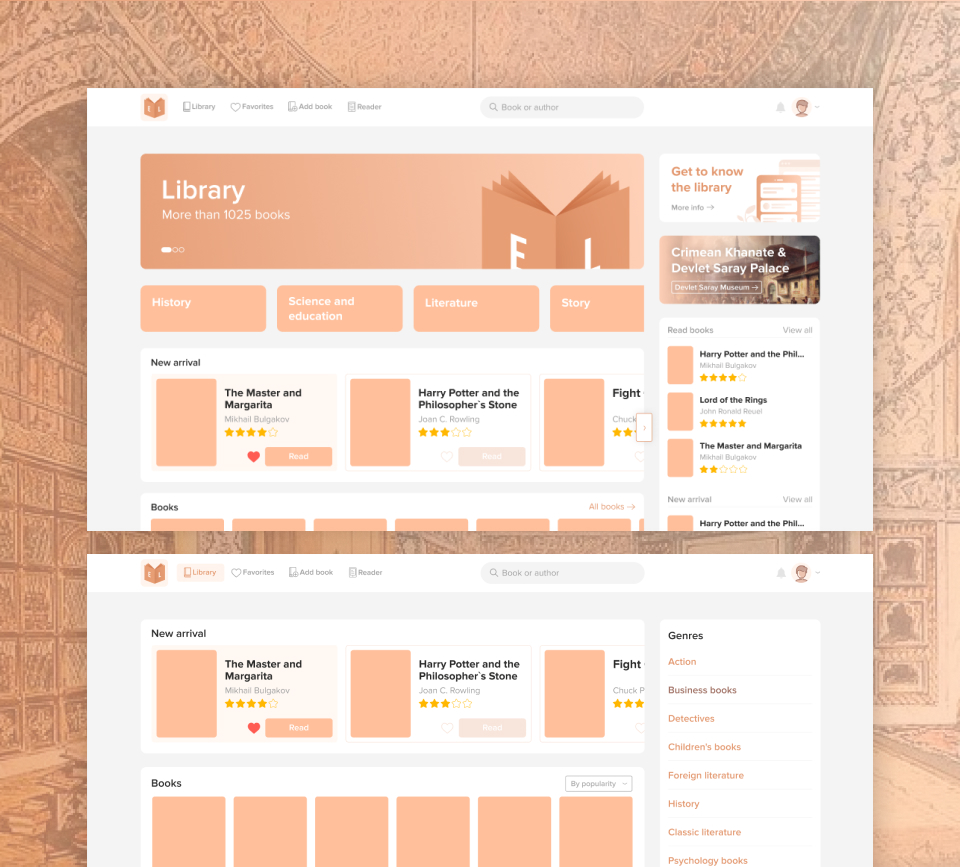 E L
Library
Favorites
Add book
Reader
Book or author
Library
More than 1025 books
E L
Get to know
the library
More info →
Crimean Khanate &
Devlet Saray Palace
Devlet Saray Museum →
History
Science and
education
Literature
Story
New arrival
The Master and
Margarita
Mikhail Bulgakov
Read
Harry Potter and the
Philosopher`s Stone
Joan C. Rowling
Read
Fight
Chuck
Read books
View all
Harry Potter and the Phil...
Mikhail Bulgakov
Lord of the Rings
John Ronald Reuel
The Master and Margarita
Mikhail Bulgakov
New arrival
View all
Harry Potter and the Phil...
Books
All books →
E L
Library
Favorites
Add book
Reader
Book or author
New arrival
The Master and
Margarita
Mikhail Bulgakov
Read
Harry Potter and the
Philosopher`s Stone
Joan C. Rowling
Read
Fight
Chuck P
Books
By popularity
Genres
Action
Business books
Detectives
Children's books
Foreign literature
History
Classic literature
Psychology books